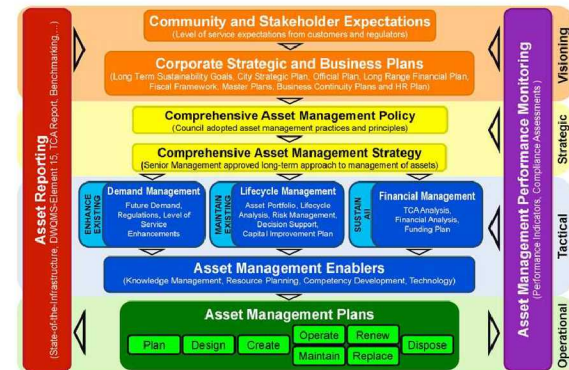 Community and Stakeholder Expectations
(Level of service expectations from customers and regulators)
Corporate Strategic and Business Plans
(Long Term Sustainability Goals, City Strategic Plan, Official Plan, Long Range Financial Plan,
Fiscal Framework, Master Plans, Business Continuity Plans and HR Plan)
Comprehensive Asset Management Policy
(Council adopted asset management practices and principles)
Comprehensive Asset Management Strategy
(Senior Management approved long-term approach to management of assets)
ENHANCE
EXISTING
Demand Management
Future Demand,
Regulations, Level of
Service
Enhancements
MAINTAIN
EXISTING
Lifecycle Management
Asset Portfolio, Lifecycle
Analysis, Risk Management,
Decision Support,
Capital Improvement Plan
SUSTAIN
All
Financial Management
TCA Analysis,
Financial Analysis,
Funding Plan
Asset Management Enablers
(Knowledge Management, Resource Planning, Competency Development, Technology)
Asset Management Plans
Plan
Design
Create
Operate
Maintain
Renew
Replace
Dispose
Asset Reporting
(State-of-the-Infrastructure, DWQMS-Element 15, TCA Report, Benchmarking,...)
Asset Management Performance Monitoring
(Performance Indicators, Compliance Assessments)
Visioning
Strategic
Tactical
Operational